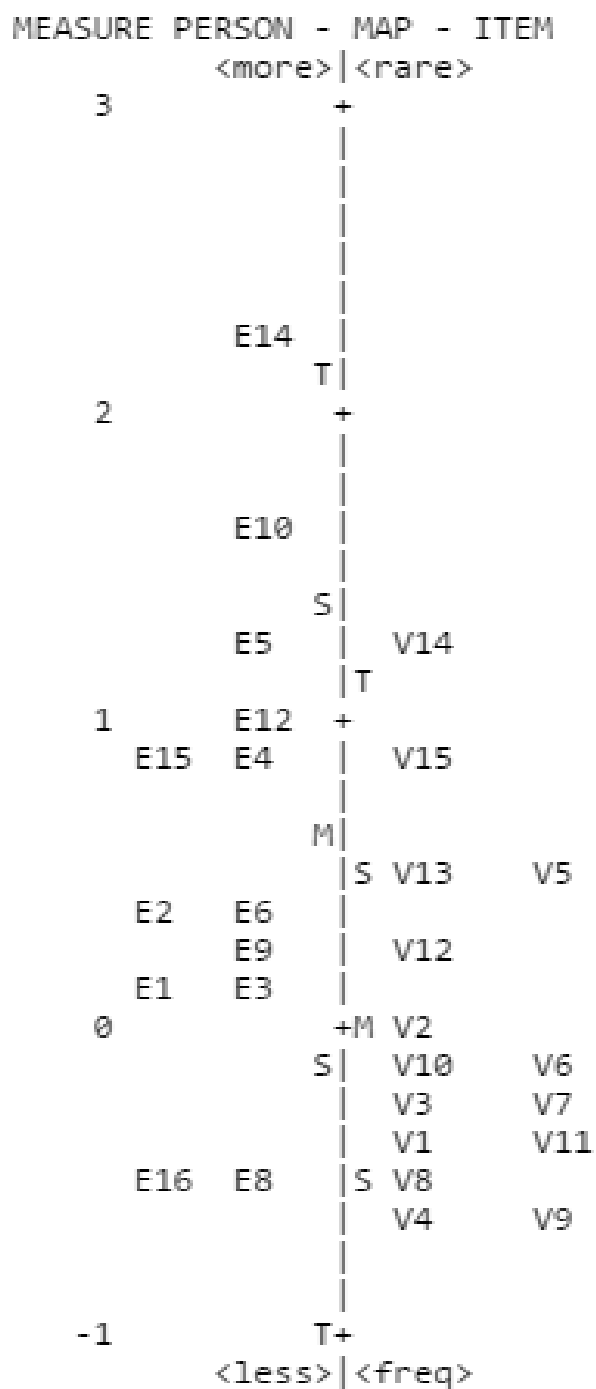 MEASURE PERSON - MAP - ITEM
<more>|<rare>
3 +
|
|
|
|
|
E14 |
T|
2 +
|
|
E10 |
|
S|
E5 | V14
|T
1 E12 +
E15 E4 | V15
|
M|
|S V13 V5
E2 E6 |
E9 | V12
E1 E3 |
0 +M V2
S| V10 V6
| V3 V7
| V1 V11
E16 E8 |S V8
| V4 V9
|
|
-1 T+
<less>|<freq>